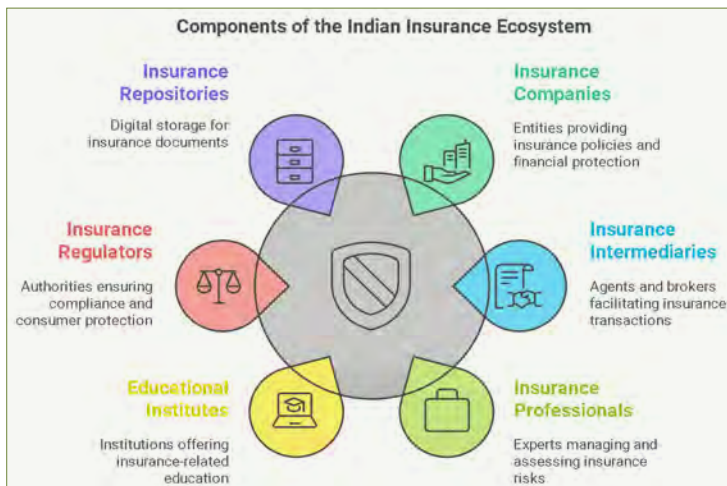 Components of the Indian Insurance Ecosystem
Insurance
Repositories
Digital storage for
insurance documents
Insurance
Companies
Entities providing
insurance policies and
financial protection
Insurance
Regulators
Authorities ensuring
compliance and
consumer protection
Insurance
Intermediaries
Agents and brokers
facilitating insurance
transactions
Educational
Institutes
Institutions offering
insurance-related
education
Insurance
Professionals
Experts managing and
assessing insurance
risks